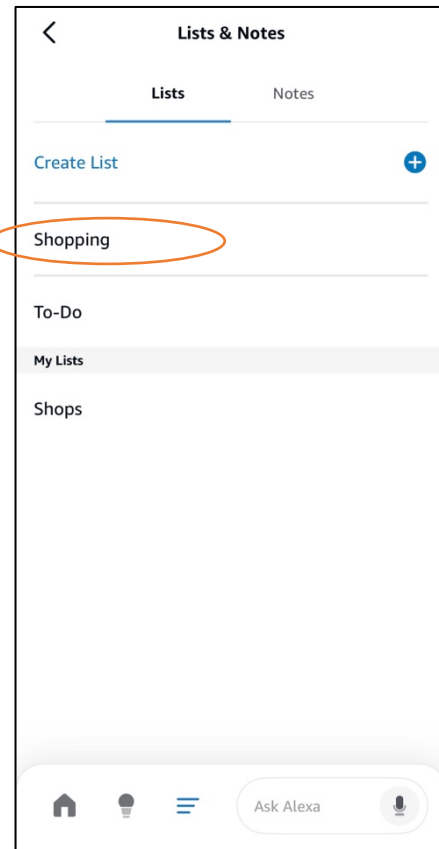 Lists & Notes
Lists Notes
Create List
Shopping
To-Do
My Lists
Shops
Ask Alexa